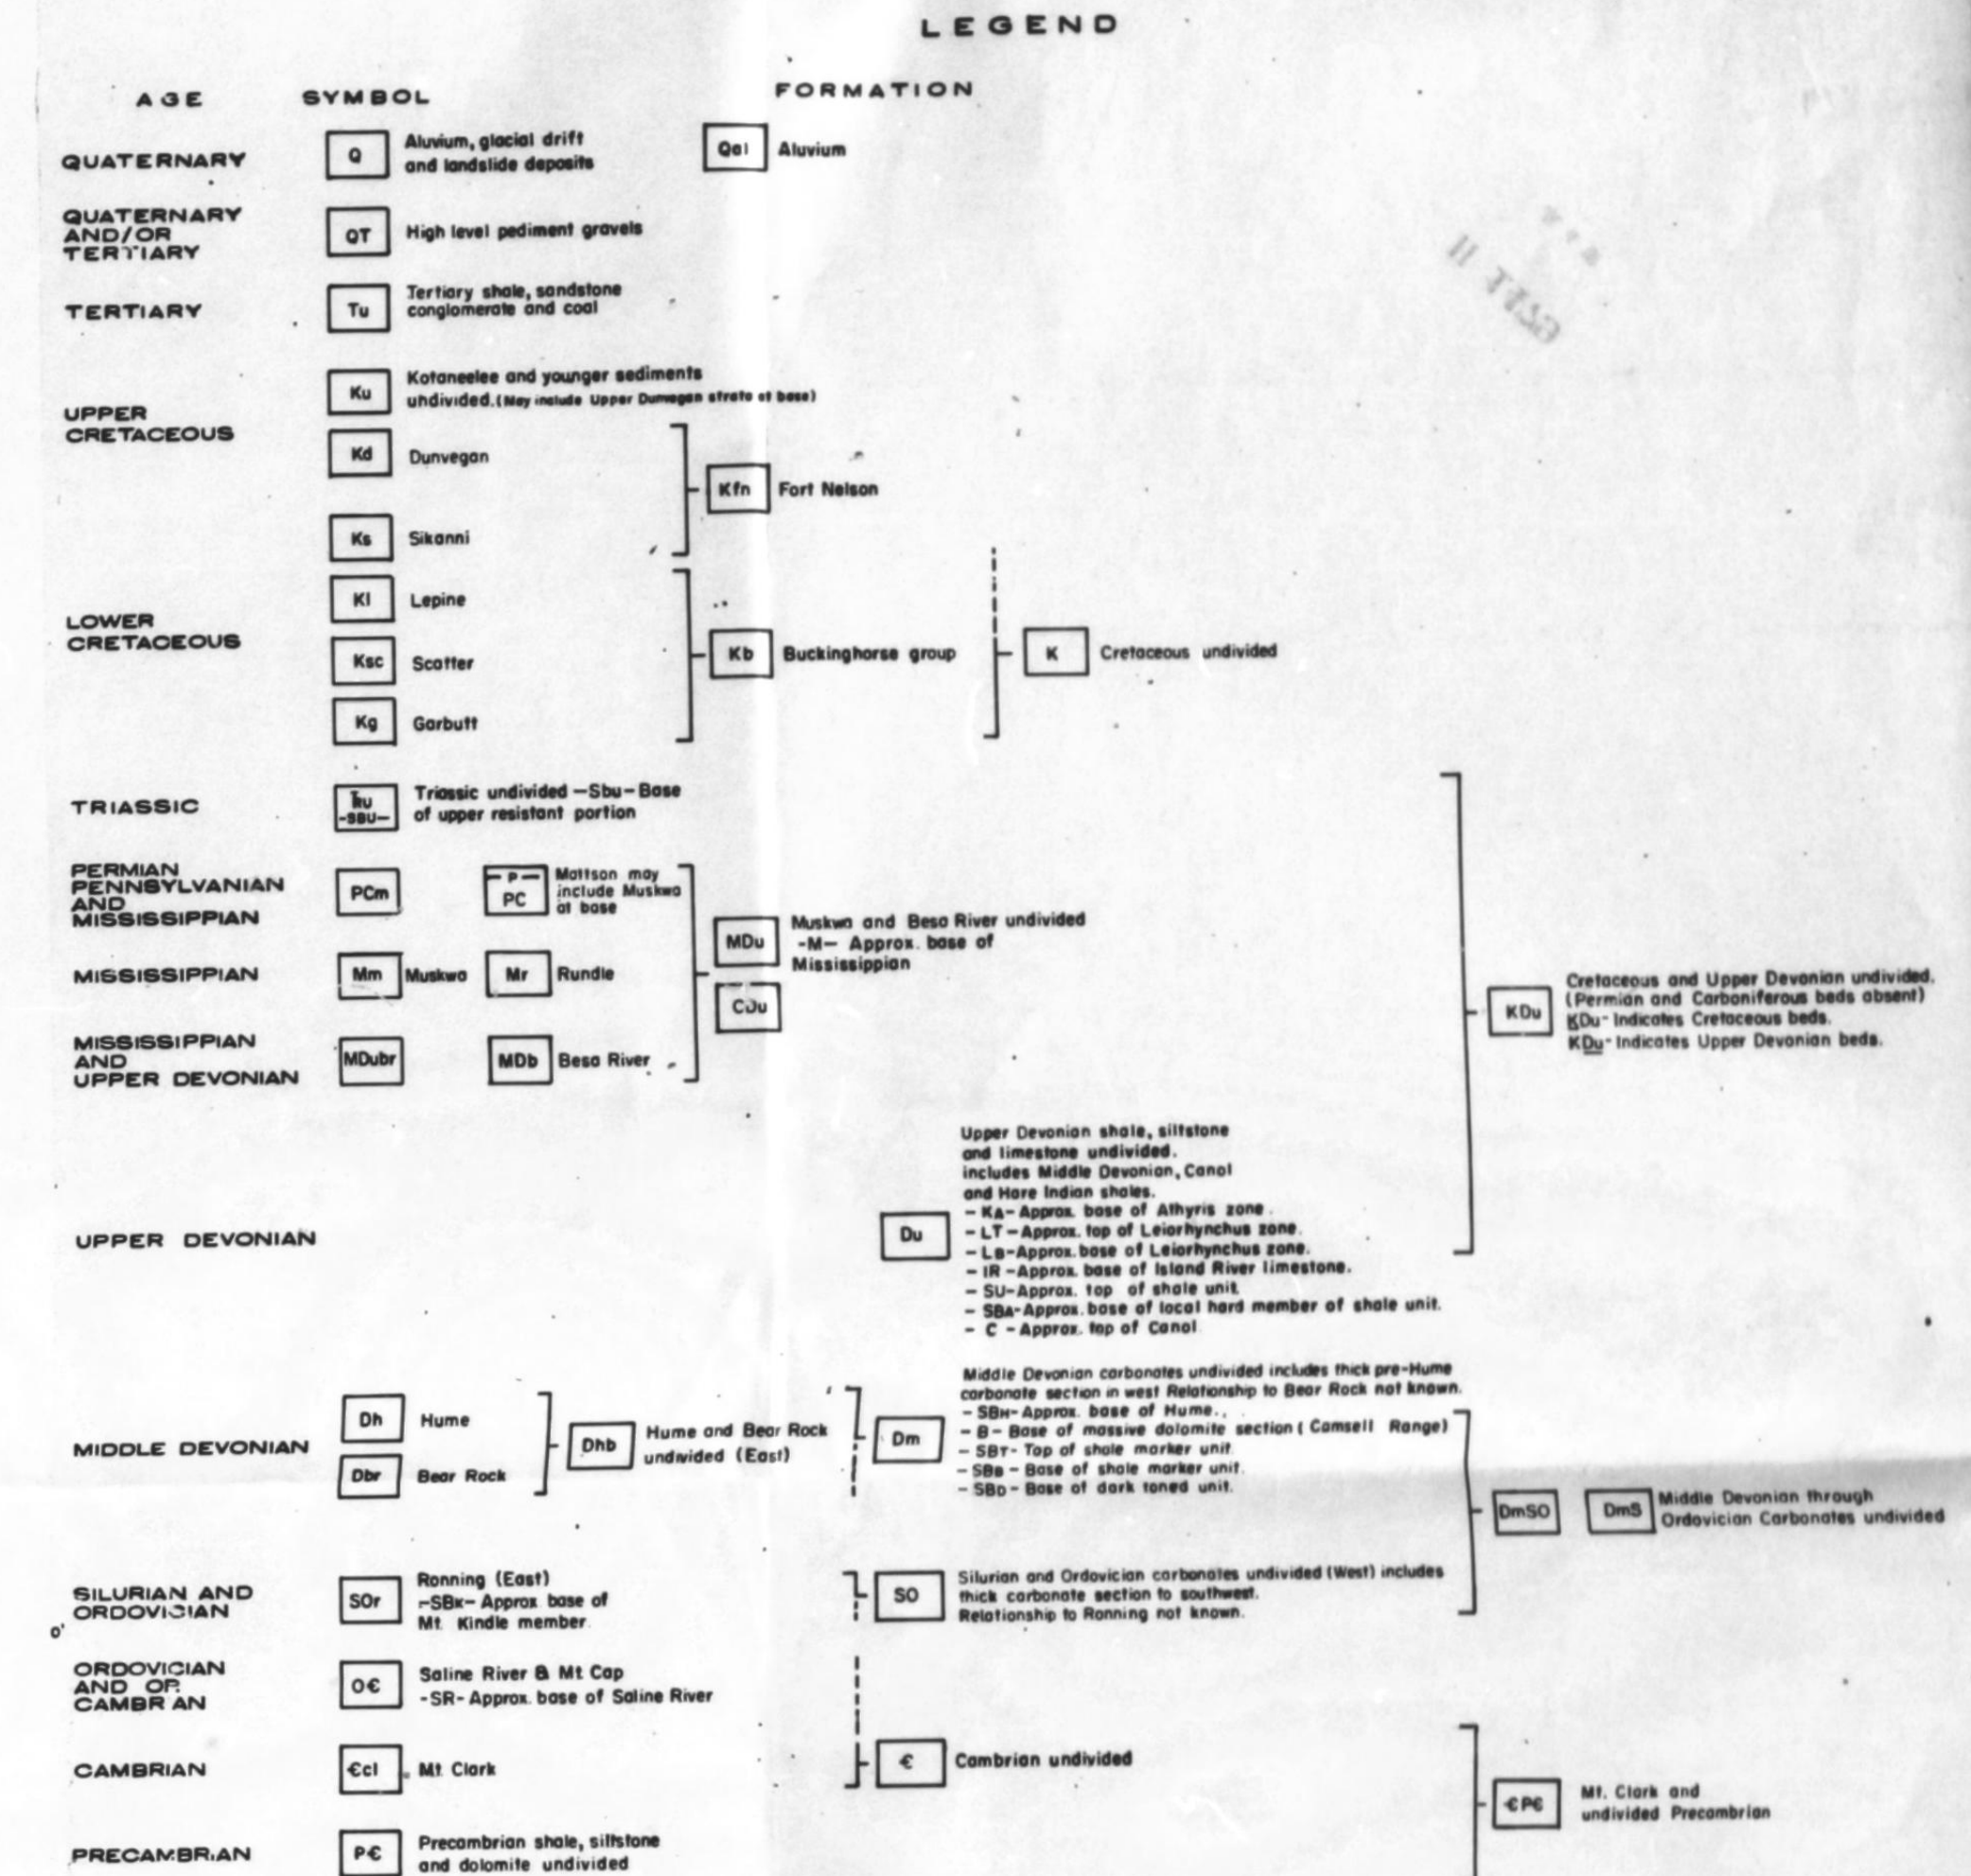 LEGEND
AGE SYMBOL FORMATION
QUATERNARY
Q
Aluvium, glacial drift
and landslide deposits
Qal
Aluvium
QUATERNARY
AND/OR
TERTIARY
QT
High level pediment gravels
TERTIARY
Tu
Tertiary shale, sandstone
conglomerate and coal
UPPER
CRETACEOUS
Ku
Kotaneelee and younger sediments
undivided. (May include Upper Dunvegan strata at base)
Kd
Dunvegan
Kfn
Fort Nelson
Ks
Sikanni
LOWER
CRETACEOUS
Kl
Lepine
Ksc
Scatter
Kg
Garbutt
Kb
Buckinghorse group
K
Cretaceous undivided
TRIASSIC
Ṯru
-SBU-
Triassic undivided -Sbu- Base
of upper resistant portion
PERMIAN
PENNSYLVANIAN
AND
MISSISSIPPIAN
PCm
- P -
PC
Mattson may
include Muskwa
at base
MISSISSIPPIAN
Mm
Muskwa
Mr
Rundle
MISSISSIPPIAN
AND
UPPER DEVONIAN
MDubr
MDb
Besa River
MDu
Muskwa and Besa River undivided
-M- Approx. base of
Mississippian
CDu
KDu
Cretaceous and Upper Devonian undivided.
(Permian and Carboniferous beds absent)
KDu- Indicates Cretaceous beds.
KDu- Indicates Upper Devonian beds.
UPPER DEVONIAN
Du
Upper Devonian shale, siltstone
and limestone undivided.
includes Middle Devonian, Canol
and Hare Indian shales.
- KA - Approx. base of Athyris zone.
- LT - Approx. top of Leiorhynchus zone.
- LB - Approx. base of Leiorhynchus zone.
- IR - Approx. base of Island River limestone.
- SU - Approx. top of shale unit.
- SBA - Approx. base of local hard member of shale unit.
- C - Approx. top of Canol
MIDDLE DEVONIAN
Dh
Hume
Dbr
Bear Rock
Dhb
Hume and Bear Rock
undivided (East)
Dm
Middle Devonian carbonates undivided includes thick pre-Hume
carbonate section in west Relationship to Bear Rock not known.
- SBH - Approx. base of Hume.
- B - Base of massive dolomite section (Camsell Range)
- SBT - Top of shale marker unit.
- SBB - Base of shale marker unit.
- SBD - Base of dark toned unit.
DmSO
DmS
Middle Devonian through
Ordovician Carbonates undivided
SILURIAN AND
ORDOVICIAN
SOr
Ronning (East)
-SBK- Approx base of
Mt. Kindle member
SO
Silurian and Ordovician carbonates undivided (West) includes
thick carbonate section to southwest.
Relationship to Ronning not known.
ORDOVICIAN
AND OR
CAMBRIAN
O€
Saline River & Mt Cap
-SR- Approx. base of Saline River
CAMBRIAN
€cl
Mt. Clark
€
Cambrian undivided
€P€
Mt. Clark and
undivided Precambrian
PRECAMBRIAN
P€
Precambrian shale, siltstone
and dolomite undivided